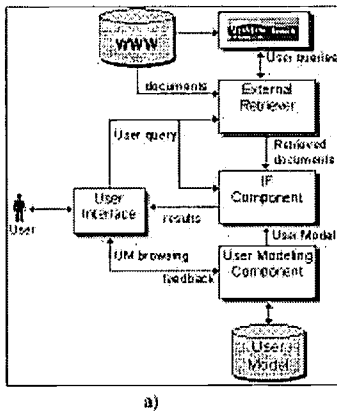 WWW
User queries
documents
External
Retriever
User query
Retrieved
documents
User
Interface
IF
Component
results
User
User Model
UM browsing
User Modeling
Component
feedback
User
Model
a)